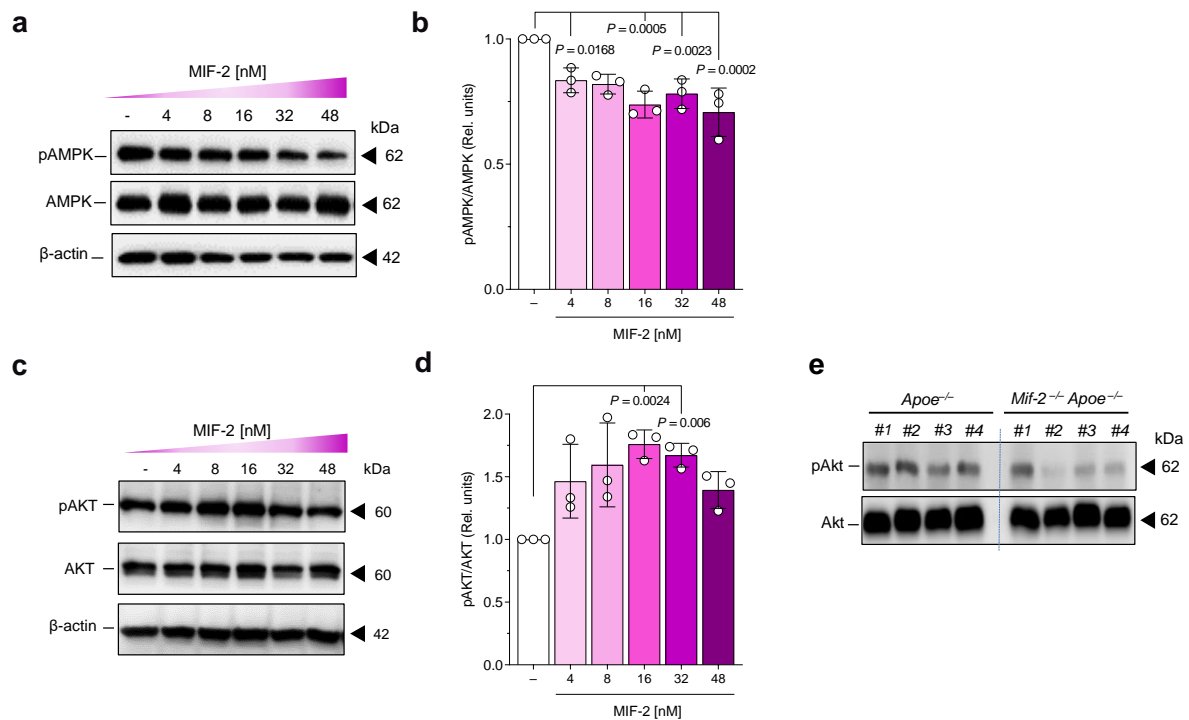 a
MIF-2 [nM]
- 4 8 16 32 48
kDa
pAMPK 62
AMPK 62
β-actin 42
b
P = 0.0005
P = 0.0168 P = 0.0023
P = 0.0002
1.0
0.5
0.0
pAMPK/AMPK (Rel. units)
– 4 8 16 32 48
MIF-2 [nM]
c
MIF-2 [nM]
- 4 8 16 32 48
kDa
pAKT 60
AKT 60
β-actin 42
d
P = 0.0024
P = 0.006
2.0
1.5
1.0
0.5
0.0
pAKT/AKT (Rel. units)
– 4 8 16 32 48
MIF-2 [nM]
e
Apoe–/– Mif-2 –/– Apoe–/–
#1 #2 #3 #4 #1 #2 #3 #4
kDa
pAkt 62
Akt 62